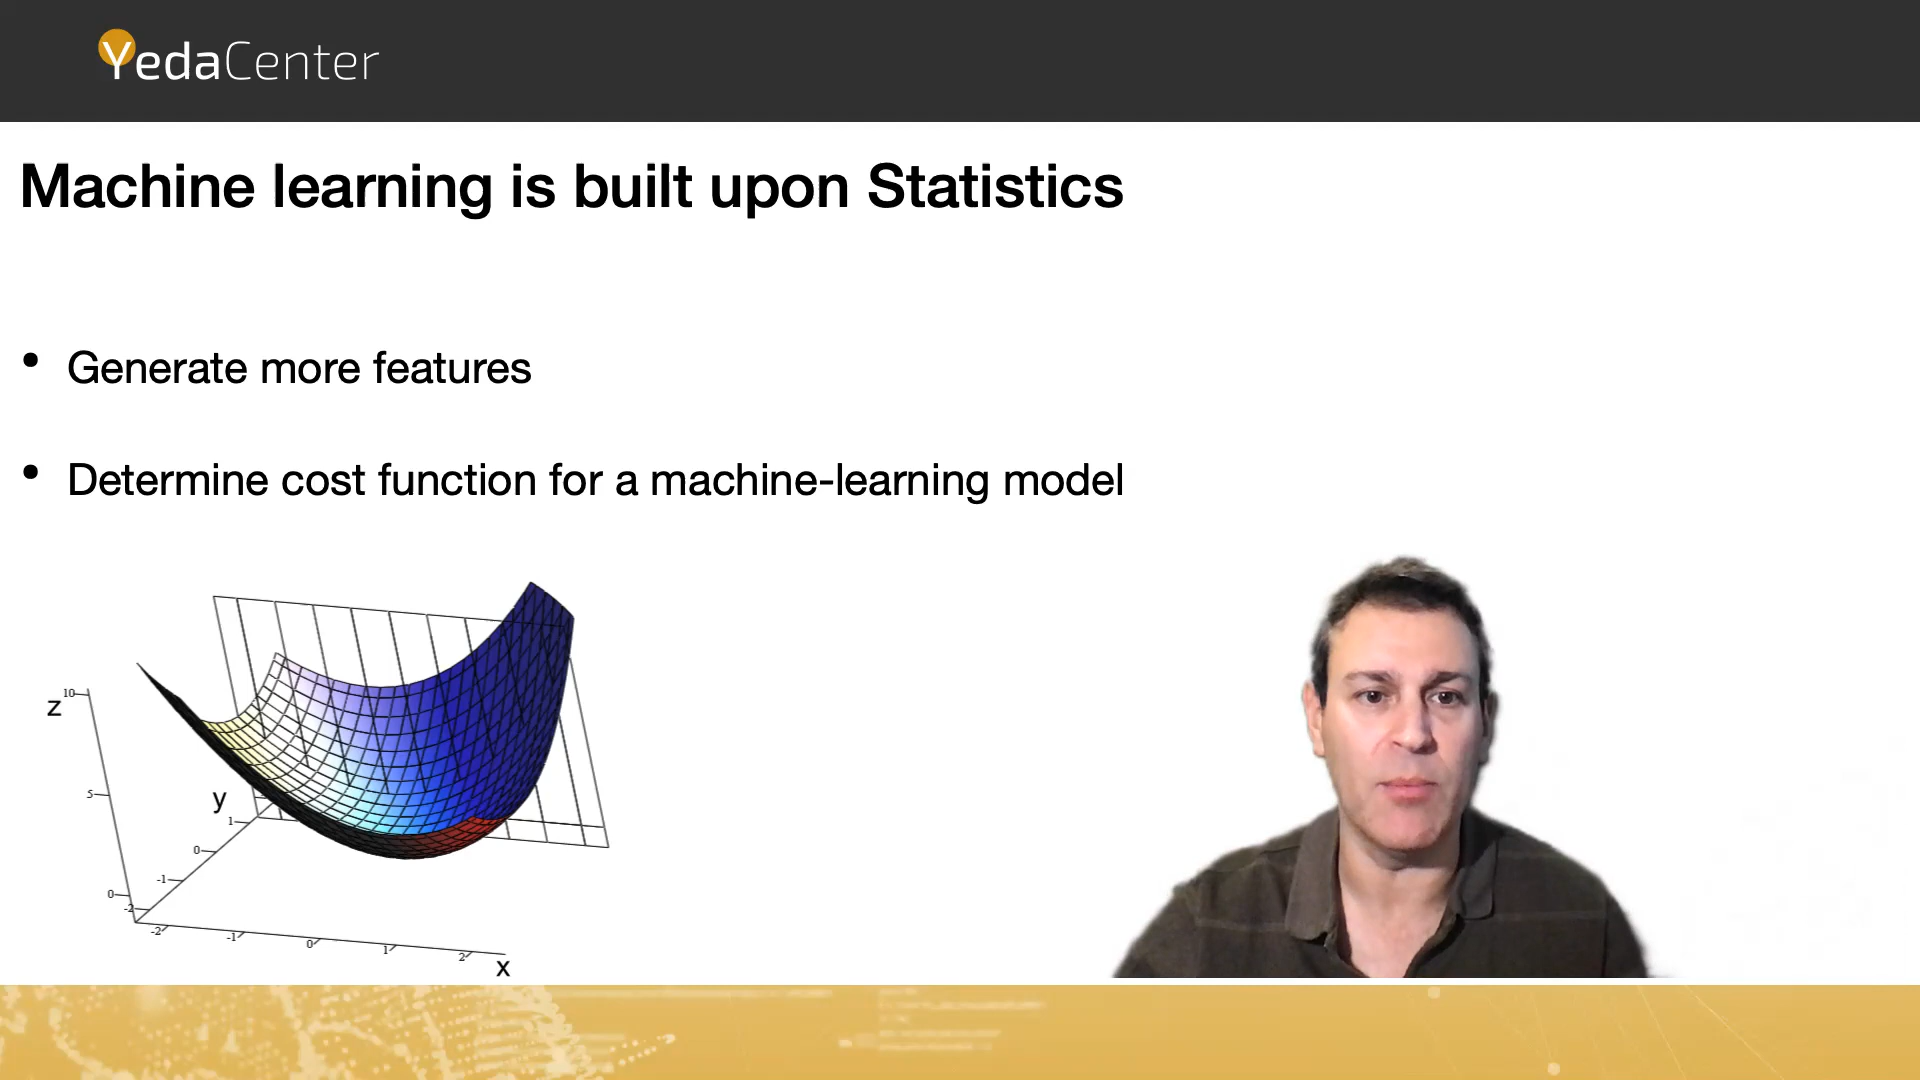 YedaCenter
Machine learning is built upon Statistics
• Generate more features
• Determine cost function for a machine-learning model
z
10
5
0
y
1
0
-1
-2
-2
-1
0
1
2
x